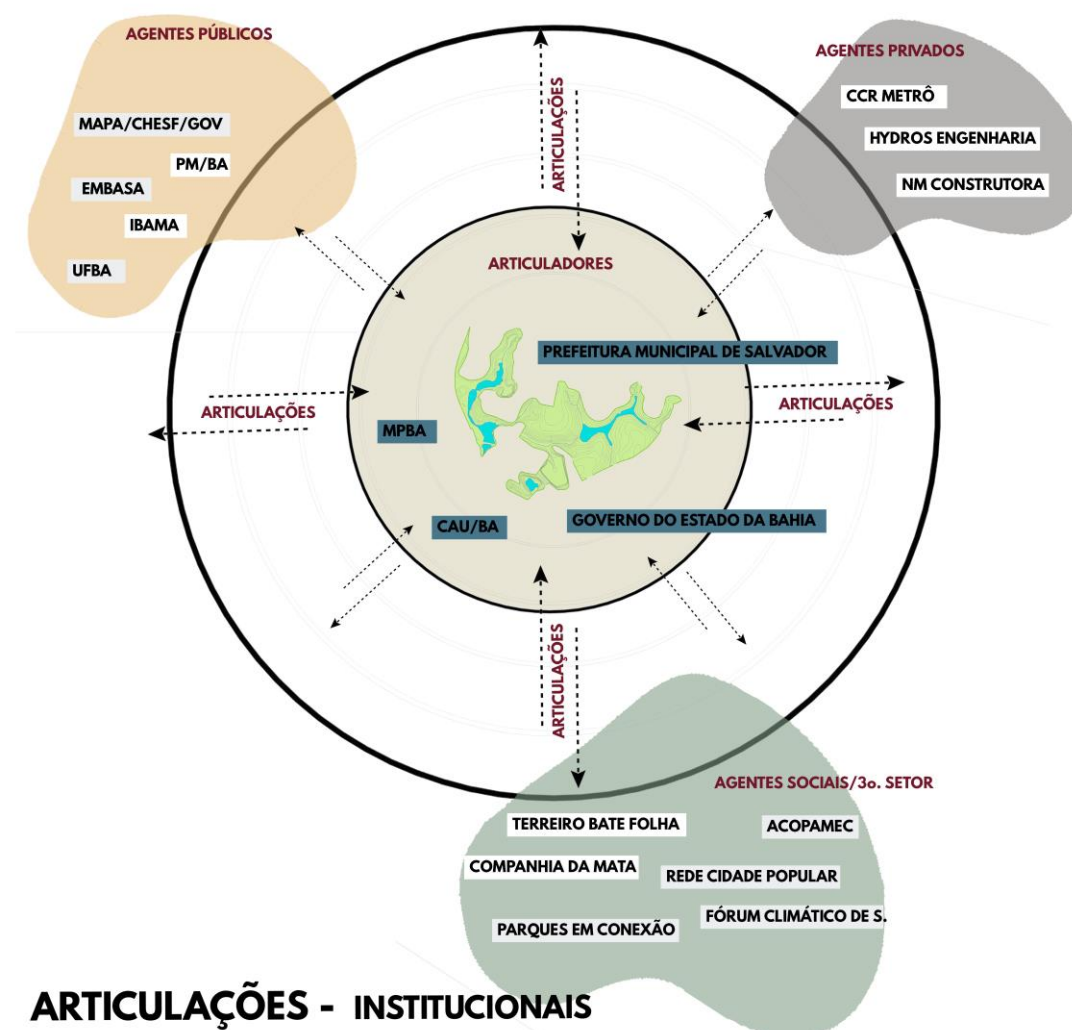 AGENTES PÚBLICOS
MAPA/CHESF/GOV
PM/BA
EMBASA
IBAMA
UFBA
AGENTES PRIVADOS
CCR METRÔ
HYDROS ENGENHARIA
NM CONSTRUTORA
ARTICULAÇÕES
ARTICULADORES
PREFEITURA MUNICIPAL DE SALVADOR
ARTICULAÇÕES
ARTICULAÇÕES
MPBA
CAU/BA
GOVERNO DO ESTADO DA BAHIA
ARTICULAÇÕES
AGENTES SOCIAIS/3o. SETOR
TERREIRO BATE FOLHA
ACOPAMEC
COMPANHIA DA MATA
REDE CIDADE POPULAR
FÓRUM CLIMÁTICO DE S.
PARQUES EM CONEXÃO
ARTICULAÇÕES - INSTITUCIONAIS